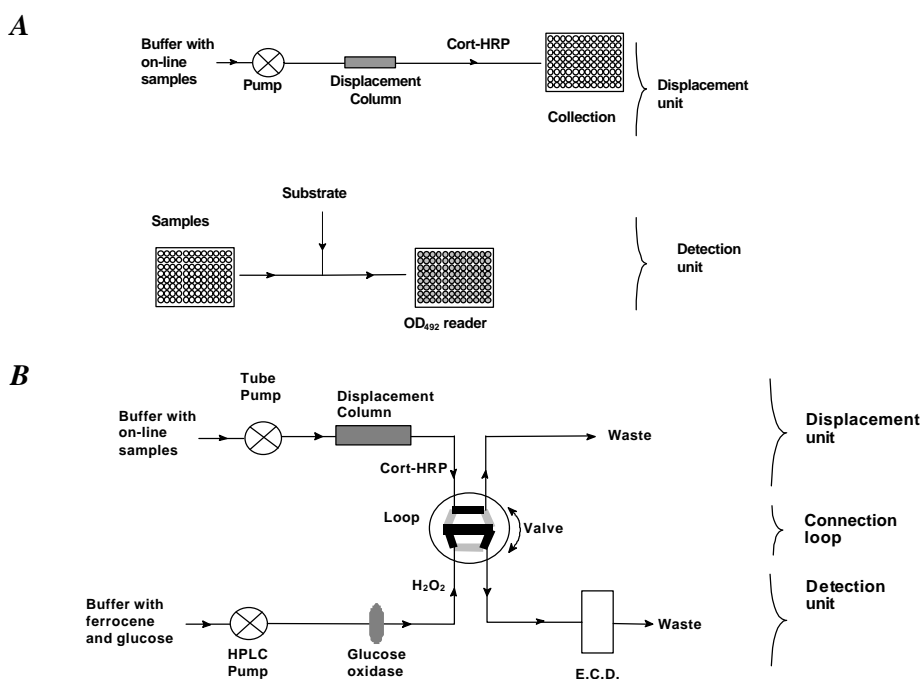 A
Buffer with
on-line
samples
Pump
Displacement
Column
Cort-HRP
Collection
Displacement
unit
Substrate
Samples
OD492 reader
Detection
unit
B
Tube
Pump
Displacement
Column
Buffer with
on-line
samples
Waste
Displacement
unit
Cort-HRP
Loop
Valve
Connection
loop
H2O2
Detection
unit
Buffer with
ferrocene
and glucose
Waste
HPLC
Pump
Glucose
oxidase
E.C.D.